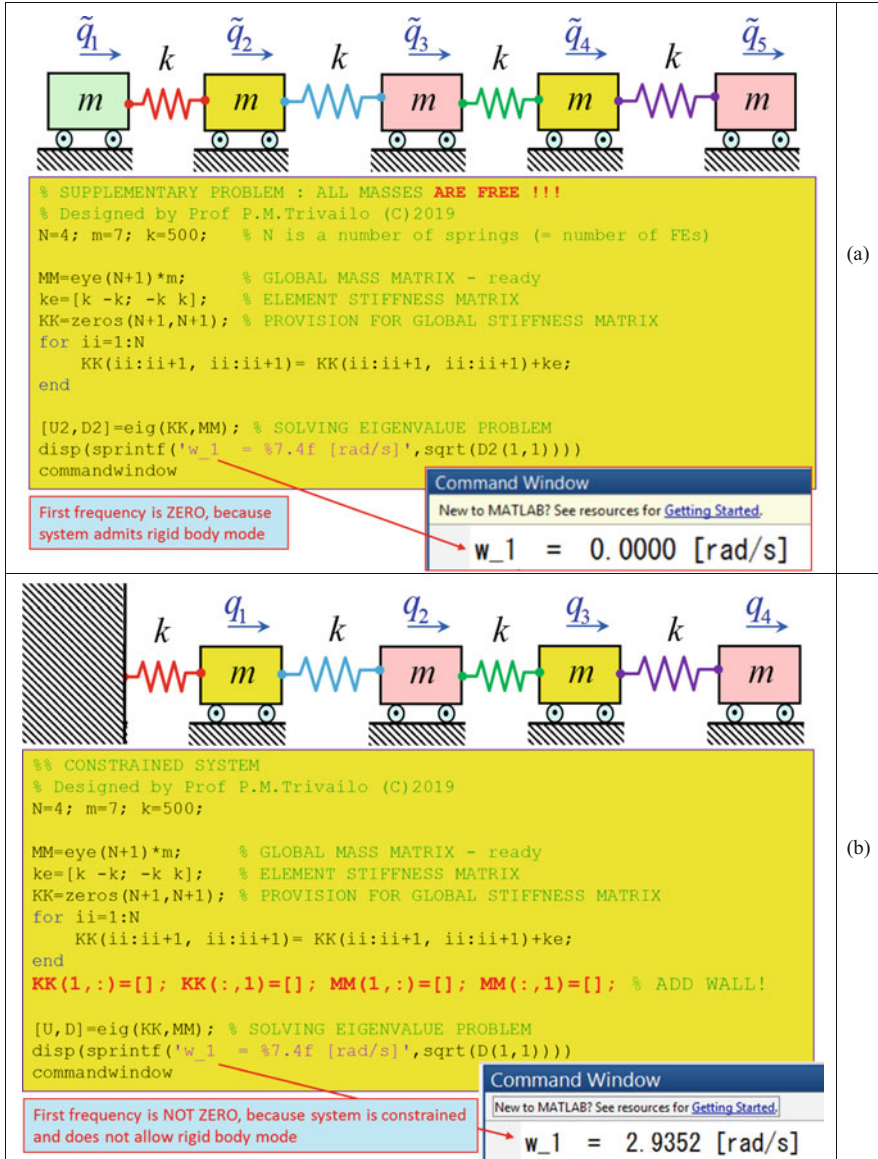 q̃₁ q̃₂ q̃₃ q̃₄ q̃₅
k k k k
m m m m m
% SUPPLEMENTARY PROBLEM : ALL MASSES ARE FREE !!!
% Designed by Prof P.M.Trivailo (C)2019
N=4; m=7; k=500; % N is a number of springs (= number of FEs)
MM=eye(N+1)*m; % GLOBAL MASS MATRIX - ready
ke=[k -k; -k k]; % ELEMENT STIFFNESS MATRIX
KK=zeros(N+1,N+1); % PROVISION FOR GLOBAL STIFFNESS MATRIX
for ii=1:N
KK(ii:ii+1, ii:ii+1)= KK(ii:ii+1, ii:ii+1)+ke;
end
[U2,D2]=eig(KK,MM); % SOLVING EIGENVALUE PROBLEM
disp(sprintf('w_1 = %7.4f [rad/s]',sqrt(D2(1,1))))
commandwindow
First frequency is ZERO, because
system admits rigid body mode
Command Window
New to MATLAB? See resources for Getting Started.
w_1 = 0.0000 [rad/s]
(a)
q₁ q₂ q₃ q₄
k k k k
m m m m
%% CONSTRAINED SYSTEM
% Designed by Prof P.M.Trivailo (C)2019
N=4; m=7; k=500;
MM=eye(N+1)*m; % GLOBAL MASS MATRIX - ready
ke=[k -k; -k k]; % ELEMENT STIFFNESS MATRIX
KK=zeros(N+1,N+1); % PROVISION FOR GLOBAL STIFFNESS MATRIX
for ii=1:N
KK(ii:ii+1, ii:ii+1)= KK(ii:ii+1, ii:ii+1)+ke;
end
KK(1,:)=[]; KK(:,1)=[]; MM(1,:)=[]; MM(:,1)=[]; % ADD WALL!
[U,D]=eig(KK,MM); % SOLVING EIGENVALUE PROBLEM
disp(sprintf('w_1 = %7.4f [rad/s]',sqrt(D(1,1))))
commandwindow
First frequency is NOT ZERO, because system is constrained
and does not allow rigid body mode
Command Window
New to MATLAB? See resources for Getting Started.
w_1 = 2.9352 [rad/s]
(b)